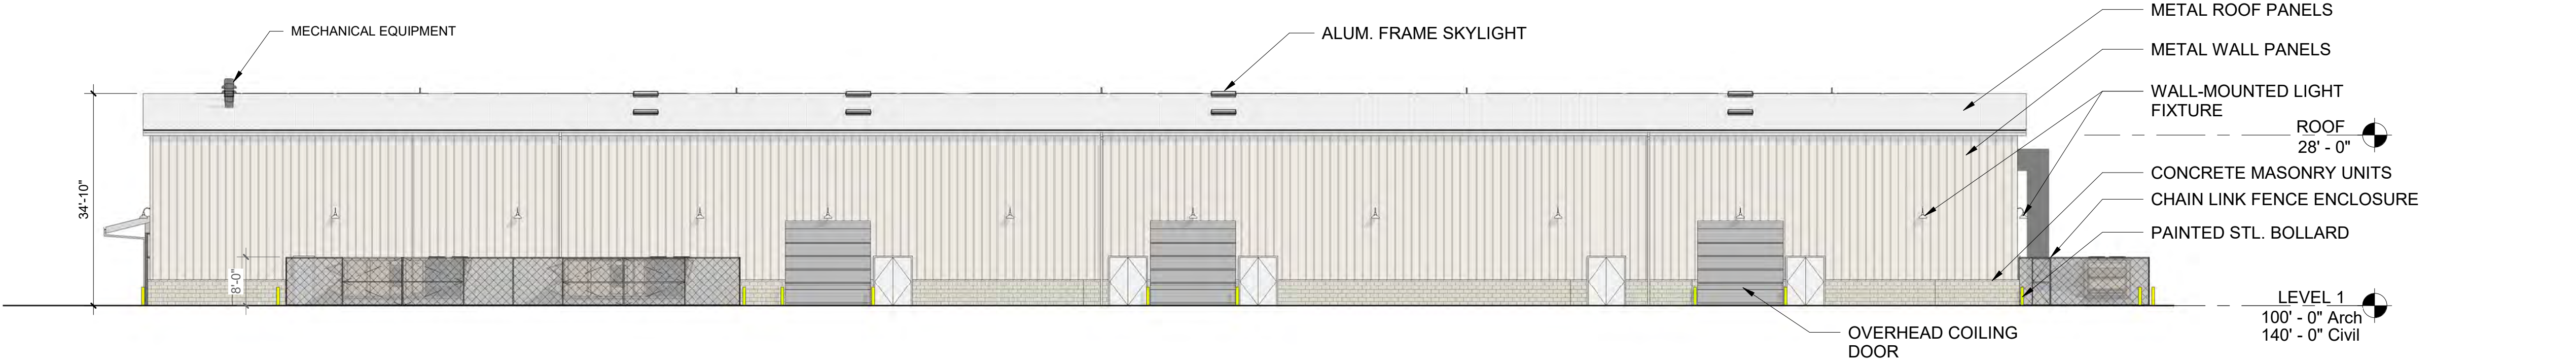 MECHANICAL EQUIPMENT
ALUM. FRAME SKYLIGHT
METAL ROOF PANELS
METAL WALL PANELS
WALL-MOUNTED LIGHT
FIXTURE
ROOF
28' - 0"
CONCRETE MASONRY UNITS
CHAIN LINK FENCE ENCLOSURE
PAINTED STL. BOLLARD
34'-10"
8'-0"
LEVEL 1
100' - 0" Arch
140' - 0" Civil
OVERHEAD COILING
DOOR